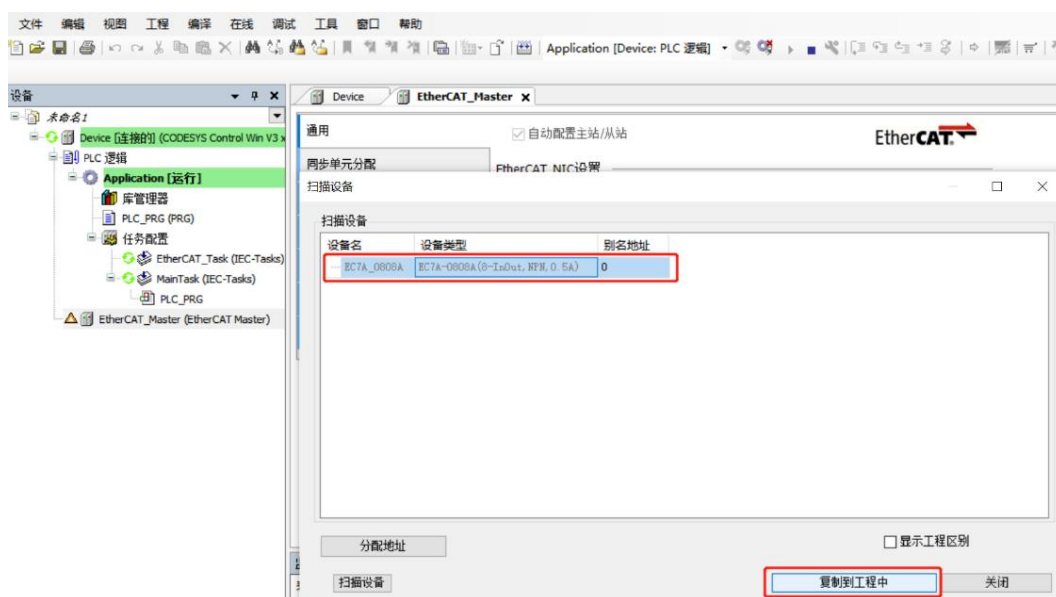 文件 编辑 视图 工程 编译 在线 调试 工具 窗口 帮助
Application [Device: PLC 逻辑]
设备
Device
EtherCAT_Master
未命名1
Device [连接的] (CODESYS Control Win V3 x
PLC 逻辑
Application [运行]
库管理器
PLC_PRG (PRG)
任务配置
EtherCAT_Task (IEC-Tasks)
MainTask (IEC-Tasks)
PLC_PRG
EtherCAT_Master (EtherCAT Master)
通用
自动配置主站/从站
EtherCAT
同步单元分配
EtherCAT NIC设置
扫描设备
扫描设备
设备名 设备类型 别名地址
EC7A_0808A EC7A-0808A(8-InOut,NPN,0.5A) 0
分配地址
显示工程区别
扫描设备
复制到工程中
关闭